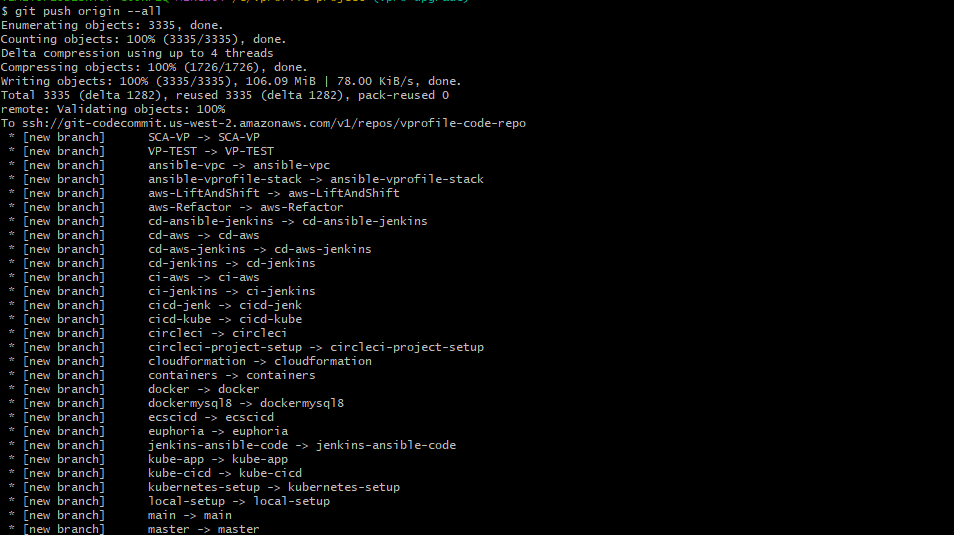 $ git push origin --all
Enumerating objects: 3335, done.
Counting objects: 100% (3335/3335), done.
Delta compression using up to 4 threads
Compressing objects: 100% (1726/1726), done.
Writing objects: 100% (3335/3335), 106.09 MiB | 78.00 KiB/s, done.
Total 3335 (delta 1282), reused 3335 (delta 1282), pack-reused 0
remote: Validating objects: 100%
To ssh://git-codecommit.us-west-2.amazonaws.com/v1/repos/vprofile-code-repo
 * [new branch]      SCA-VP -> SCA-VP
 * [new branch]      VP-TEST -> VP-TEST
 * [new branch]      ansible-vpc -> ansible-vpc
 * [new branch]      ansible-vprofile-stack -> ansible-vprofile-stack
 * [new branch]      aws-LiftAndShift -> aws-LiftAndShift
 * [new branch]      aws-Refactor -> aws-Refactor
 * [new branch]      cd-ansible-jenkins -> cd-ansible-jenkins
 * [new branch]      cd-aws -> cd-aws
 * [new branch]      cd-aws-jenkins -> cd-aws-jenkins
 * [new branch]      cd-jenkins -> cd-jenkins
 * [new branch]      ci-aws -> ci-aws
 * [new branch]      ci-jenkins -> ci-jenkins
 * [new branch]      cicd-jenk -> cicd-jenk
 * [new branch]      cicd-kube -> cicd-kube
 * [new branch]      circleci -> circleci
 * [new branch]      circleci-project-setup -> circleci-project-setup
 * [new branch]      cloudformation -> cloudformation
 * [new branch]      containers -> containers
 * [new branch]      docker -> docker
 * [new branch]      dockermysql8 -> dockermysql8
 * [new branch]      ecscicd -> ecscicd
 * [new branch]      euphoria -> euphoria
 * [new branch]      jenkins-ansible-code -> jenkins-ansible-code
 * [new branch]      kube-app -> kube-app
 * [new branch]      kube-cicd -> kube-cicd
 * [new branch]      kubernetes-setup -> kubernetes-setup
 * [new branch]      local-setup -> local-setup
 * [new branch]      main -> main
 * [new branch]      master -> master